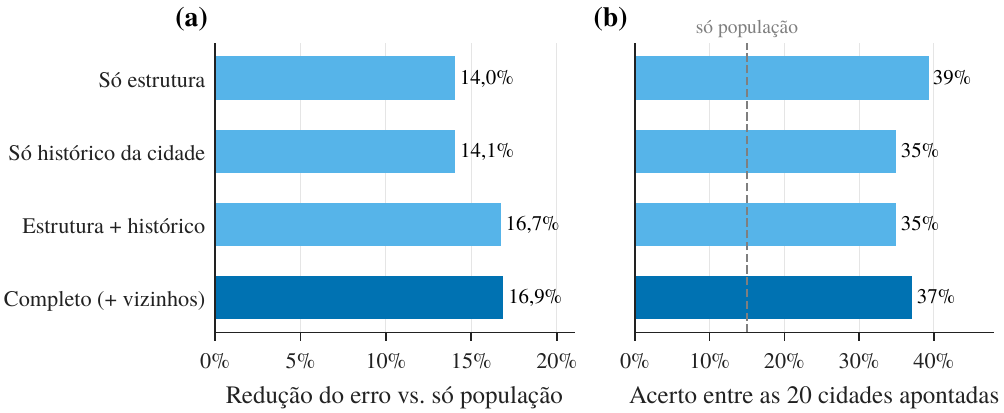 (a)
(b)
só população
Só estrutura
14,0%
39%
Só histórico da cidade
14,1%
35%
Estrutura + histórico
16,7%
35%
Completo (+ vizinhos)
16,9%
37%
0% 5% 10% 15% 20%
0% 10% 20% 30% 40%
Redução do erro vs. só população
Acerto entre as 20 cidades apontadas